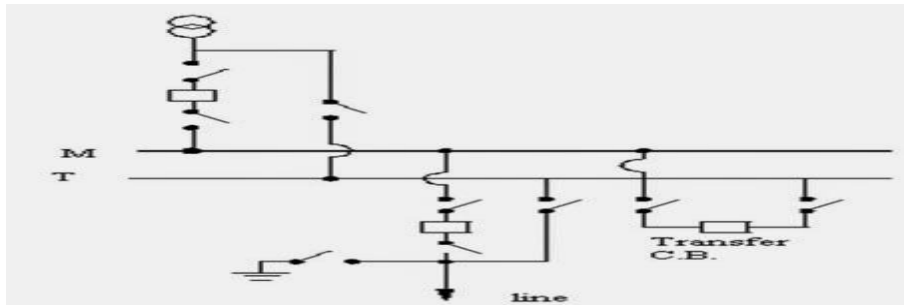 M
T
Transfer
C.B.
line